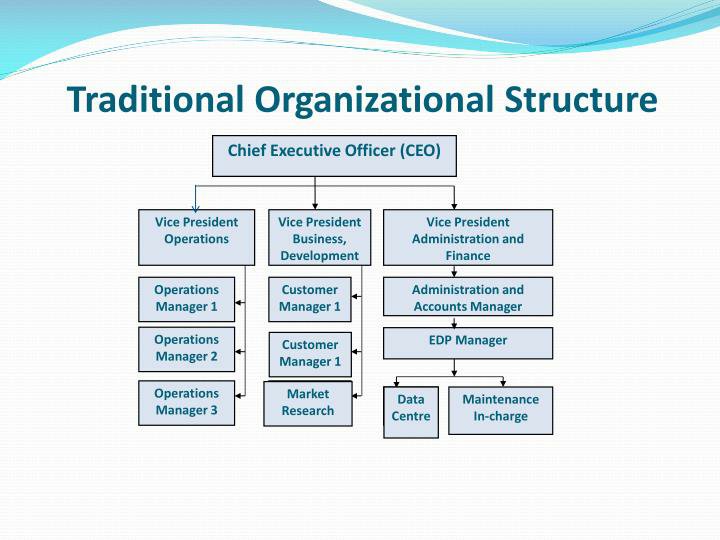 Traditional Organizational Structure
Chief Executive Officer (CEO)
Vice President
Operations
Vice President
Business,
Development
Vice President
Administration and
Finance
Operations
Manager 1
Customer
Manager 1
Administration and
Accounts Manager
Operations
Manager 2
Customer
Manager 1
EDP Manager
Operations
Manager 3
Market
Research
Data
Centre
Maintenance
In-charge